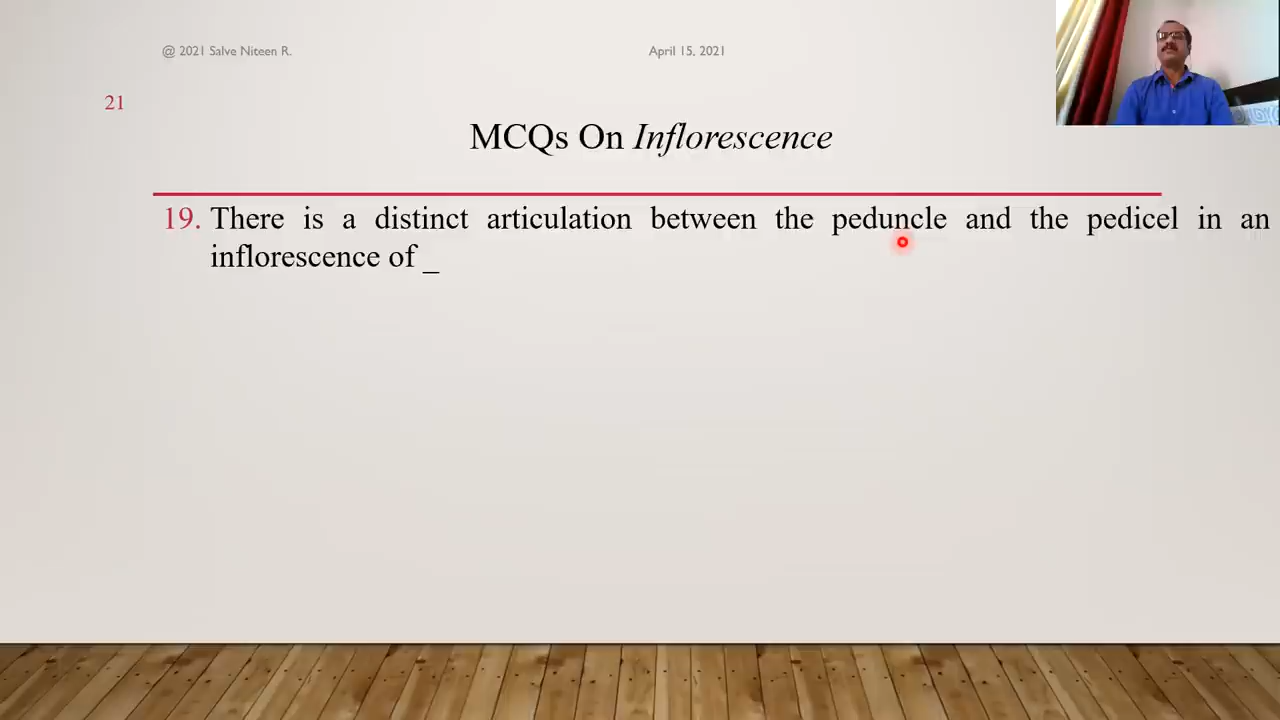 @ 2021 Salve Niteen R.
April 15, 2021
21
MCQs On Inflorescence
19. There is a distinct articulation between the peduncle and the pedicel in an
inflorescence of _